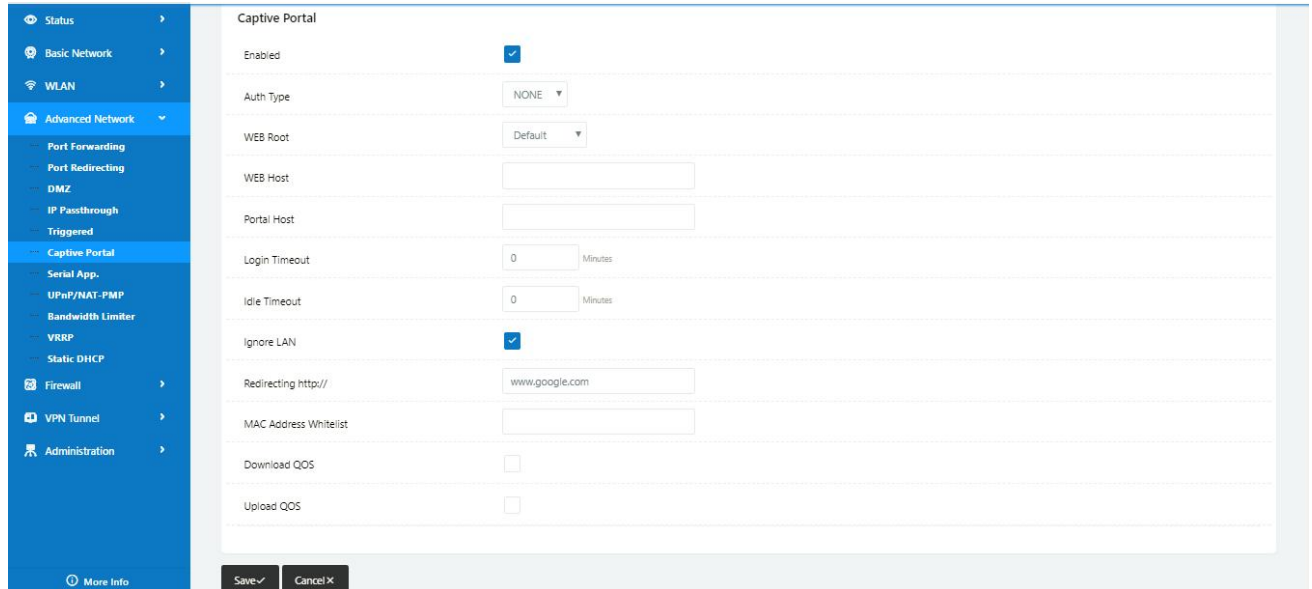 Status
Basic Network
WLAN
Advanced Network
Port Forwarding
Port Redirecting
DMZ
IP Passthrough
Triggered
Captive Portal
Serial App.
UPnP/NAT-PMP
Bandwidth Limiter
VRRP
Static DHCP
Firewall
VPN Tunnel
Administration
More Info
Captive Portal
Enabled
Auth Type NONE
WEB Root Default
WEB Host
Portal Host
Login Timeout 0 Minutes
Idle Timeout 0 Minutes
Ignore LAN
Redirecting http:// www.google.com
MAC Address Whitelist
Download QOS
Upload QOS
Save Cancel